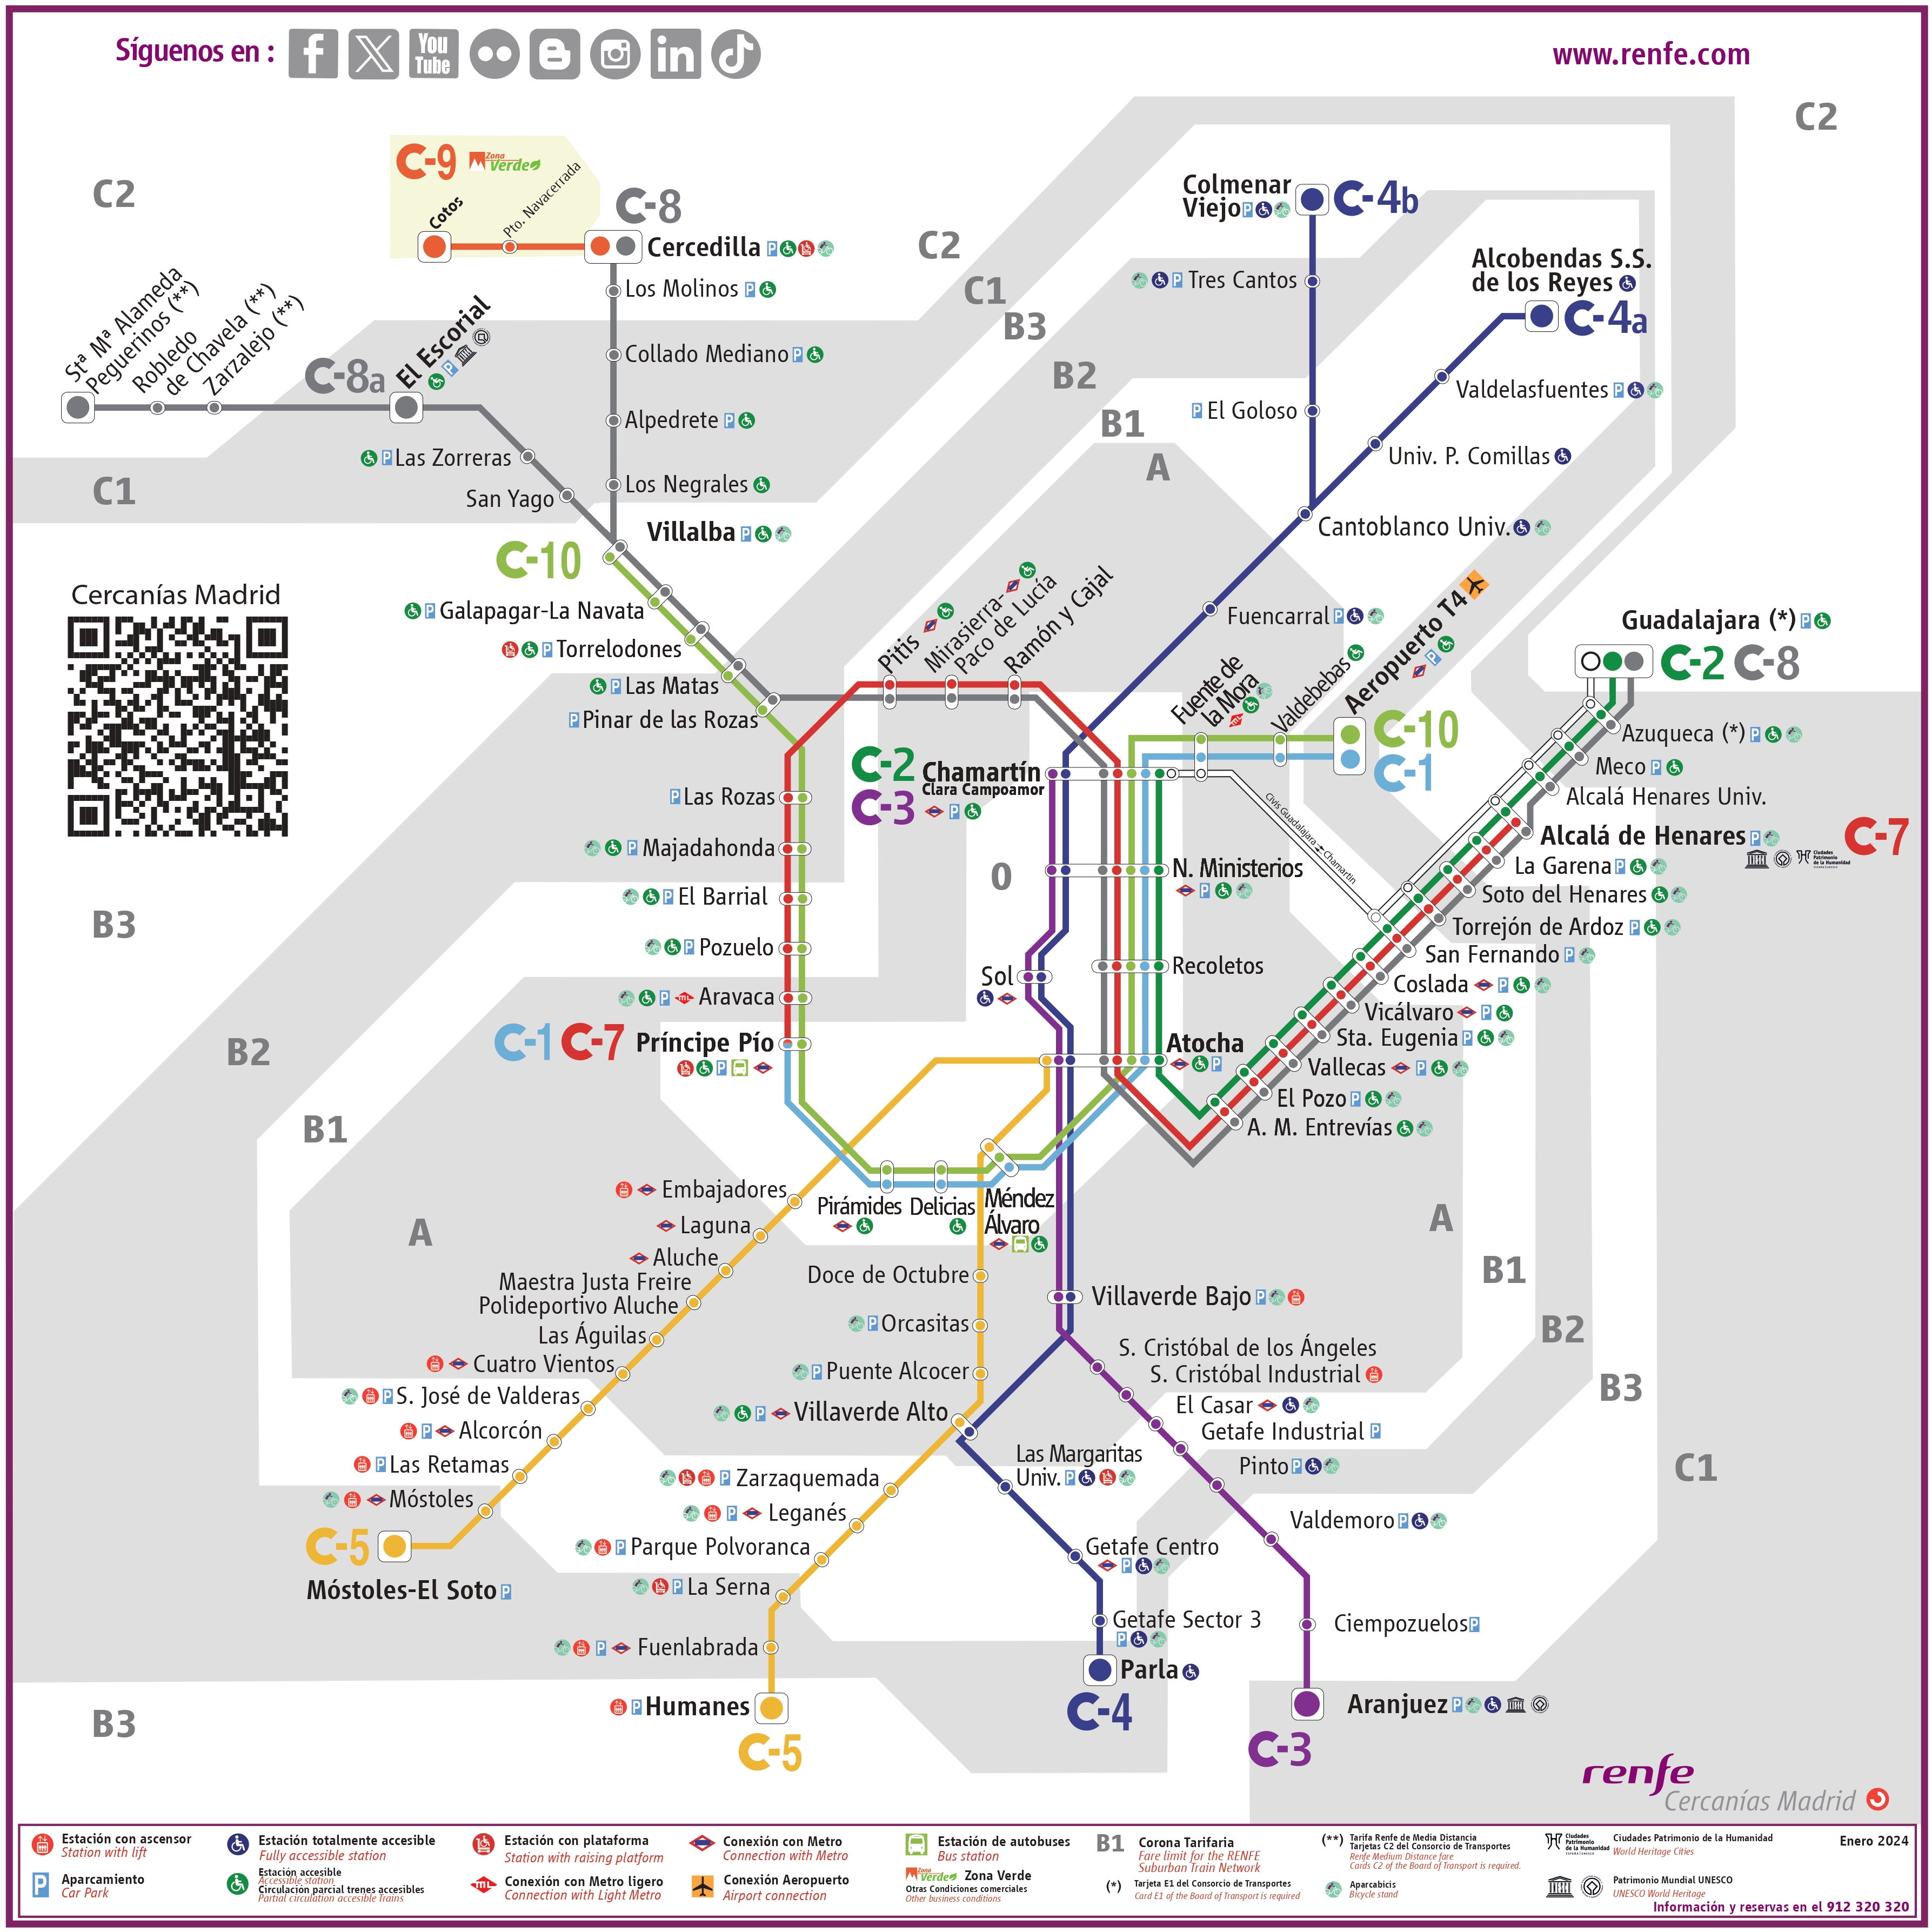 Síguenos en :
You
Tube
www.renfe.com
C2
C2
C-9
Zona
Verde
Cotos
Pto. Navacerrada
C-8
Cercedilla
Los Molinos
Collado Mediano
Alpedrete
Los Negrales
Villalba
C2
C1
B3
B2
B1
A
Colmenar
Viejo
C-4b
Tres Cantos
El Goloso
Alcobendas S.S.
de los Reyes
C-4a
Valdelasfuentes
Univ. P. Comillas
Cantoblanco Univ.
Fuencarral
Stª Mª Alameda
Peguerinos (**)
Robledo
de Chavela (**)
Zarzalejo (**)
C-8a
El Escorial
Las Zorreras
San Yago
C1
C-10
Cercanías Madrid
Galapagar-La Navata
Torrelodones
Las Matas
Pinar de las Rozas
Pitis
Mirasierra-
Paco de Lucía
Ramón y Cajal
Fuente de
la Mora
Valdebebas
Aeropuerto T4
C-10
C-1
Guadalajara (*)
C-2 C-8
Azuqueca (*)
Meco
Alcalá Henares Univ.
Alcalá de Henares
C-7
Ciudades
Patrimonio
de la Humanidad
La Garena
Soto del Henares
Torrejón de Ardoz
San Fernando
Coslada
Vicálvaro
Sta. Eugenia
Vallecas
El Pozo
A. M. Entrevías
C-2
C-3
Chamartín
Clara Campoamor
Civis Guadalajara
Chamartín
0
N. Ministerios
Recoletos
Sol
Atocha
Las Rozas
Majadahonda
El Barrial
Pozuelo
Aravaca
C-1 C-7 Príncipe Pío
B3
B2
B1
A
Embajadores
Laguna
Aluche
Maestra Justa Freire
Polideportivo Aluche
Las Águilas
Cuatro Vientos
S. José de Valderas
Alcorcón
Las Retamas
Móstoles
C-5
Móstoles-El Soto
Pirámides
Delicias
Méndez
Álvaro
Doce de Octubre
Orcasitas
Puente Alcocer
Villaverde Alto
Zarzaquemada
Leganés
Parque Polvoranca
La Serna
Fuenlabrada
Humanes
C-5
B3
Villaverde Bajo
S. Cristóbal de los Ángeles
S. Cristóbal Industrial
El Casar
Getafe Industrial
Pinto
Valdemoro
Ciempozuelos
Aranjuez
C-3
Las Margaritas
Univ.
Getafe Centro
Getafe Sector 3
Parla
C-4
A
B1
B2
B3
C1
renfe
Cercanías Madrid
Estación con ascensor
Station with lift
Aparcamiento
Car Park
Estación totalmente accesible
Fully accessible station
Estación accesible
Accessible station
Circulación parcial trenes accesibles
Partial circulation accesible Trains
Estación con plataforma
Station with raising platform
Conexión con Metro ligero
Connection with Light Metro
Conexión con Metro
Connection with Metro
Conexión Aeropuerto
Airport connection
Estación de autobuses
Bus station
Zona
Verde
Zona Verde
Otras Condiciones comerciales
Other business conditions
B1
Corona Tarifaria
Fare limit for the RENFE
Suburban Train Network
(*)
Tarjeta E1 del Consorcio de Transportes
Card E1 of the Board of Transport is required
(**)
Tarifa Renfe de Media Distancia
Tarjetas C2 del Consorcio de Transportes
Renfe Medium Distance fare
Cards C2 of the Board of Transport is required.
Aparcabicis
Bicycle stand
Ciudades
Patrimonio
de la Humanidad
Ciudades Patrimonio de la Humanidad
World Heritage Cities
Patrimonio Mundial UNESCO
UNESCO World Heritage
Enero 2024
Información y reservas en el 912 320 320